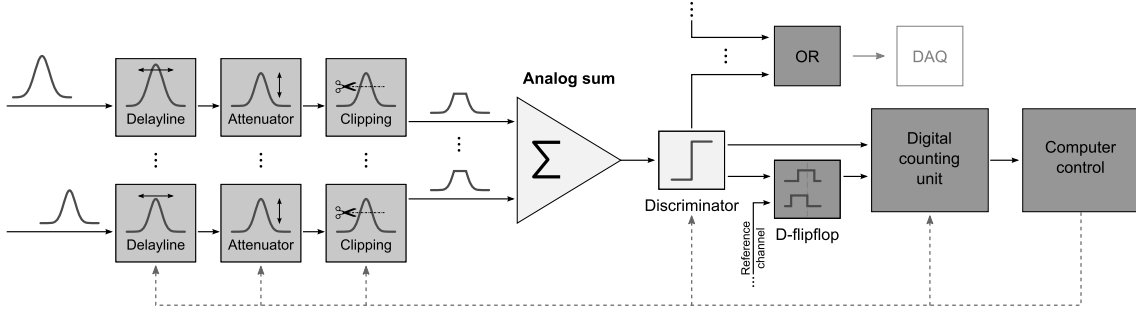 OR
DAQ
Analog sum
Delayline
Attenuator
Clipping
Σ
Digital
counting
unit
Computer
control
Discriminator
D-flipflop
Reference
channel
Delayline
Attenuator
Clipping